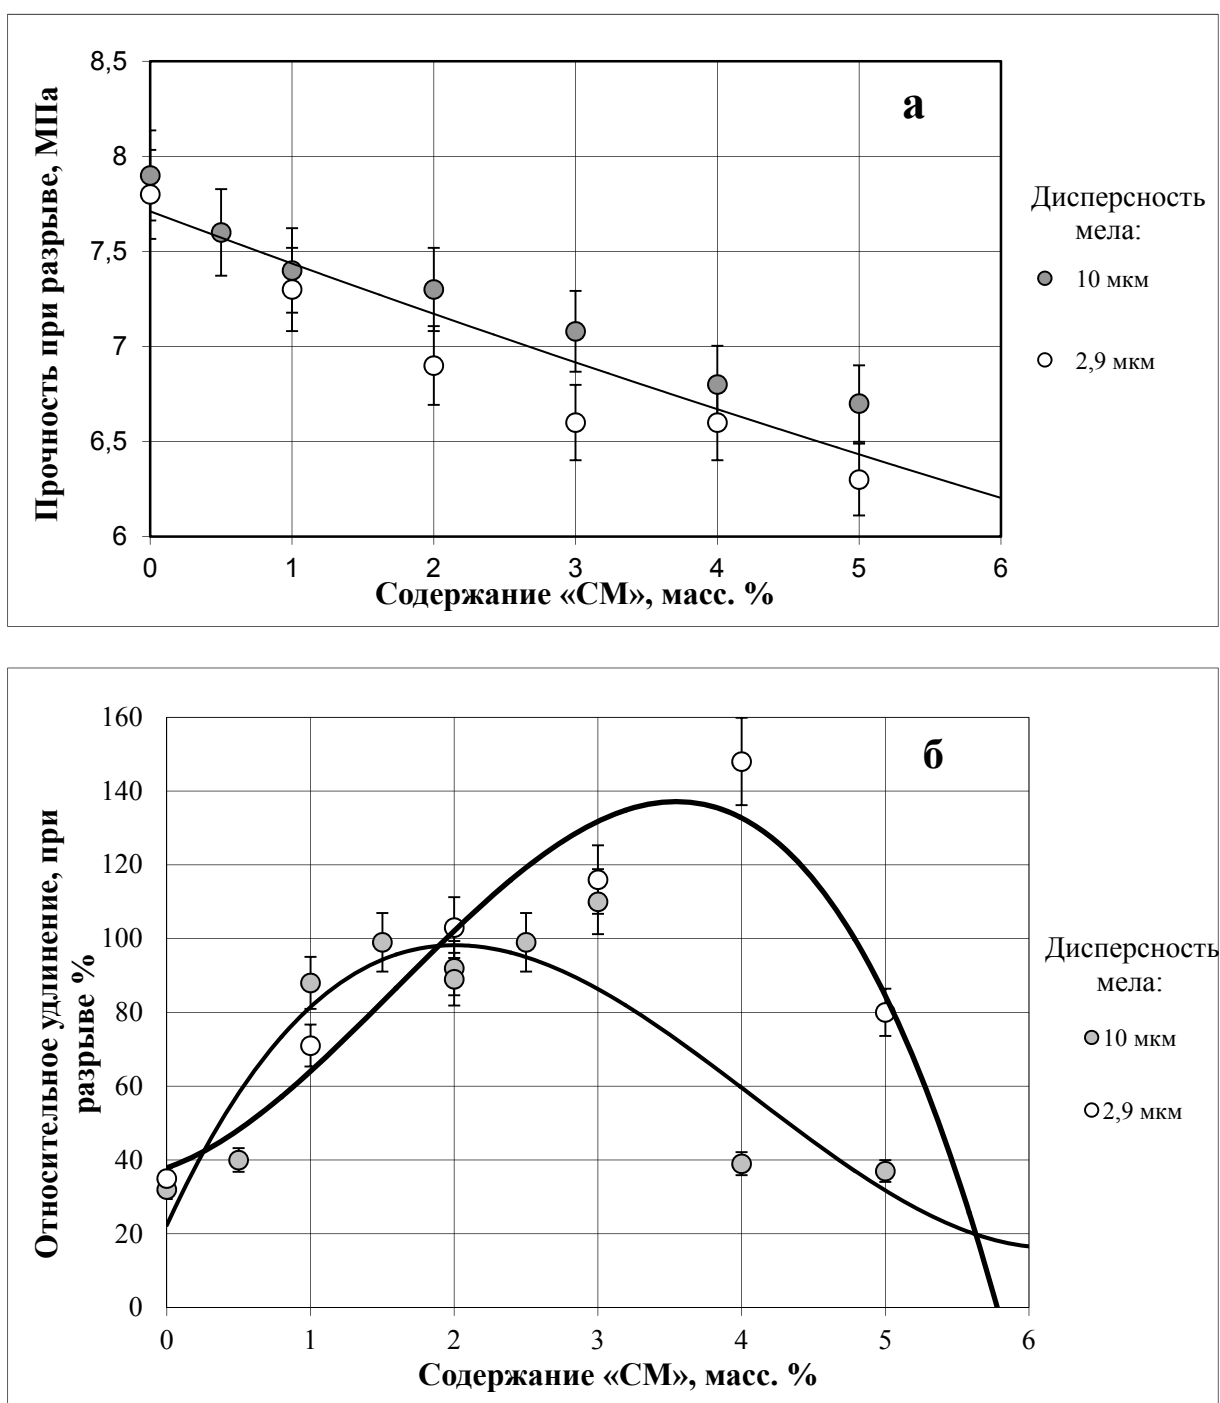 8,5
8
7,5
7
6,5
6
0 1 2 3 4 5 6
Прочность при разрыве, МПа
Содержание «СМ», масс. %
а
Дисперсность
мела:
10 мкм
2,9 мкм
160
140
120
100
80
60
40
20
0
0 1 2 3 4 5 6
Относительное удлинение, при
разрыве %
Содержание «СМ», масс. %
б
Дисперсность
мела:
10 мкм
2,9 мкм